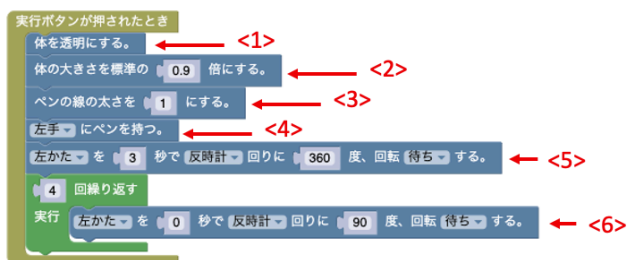 実行ボタンが押されたとき
体を透明にする。 <1>
体の大きさを標準の 0.9 倍にする。 <2>
ペンの線の太さを 1 にする。 <3>
左手 にペンを持つ。 <4>
左かた を 3 秒で 反時計 回りに 360 度、回転 待ち する。 <5>
4 回繰り返す
実行 左かた を 0 秒で 反時計 回りに 90 度、回転 待ち する。 <6>